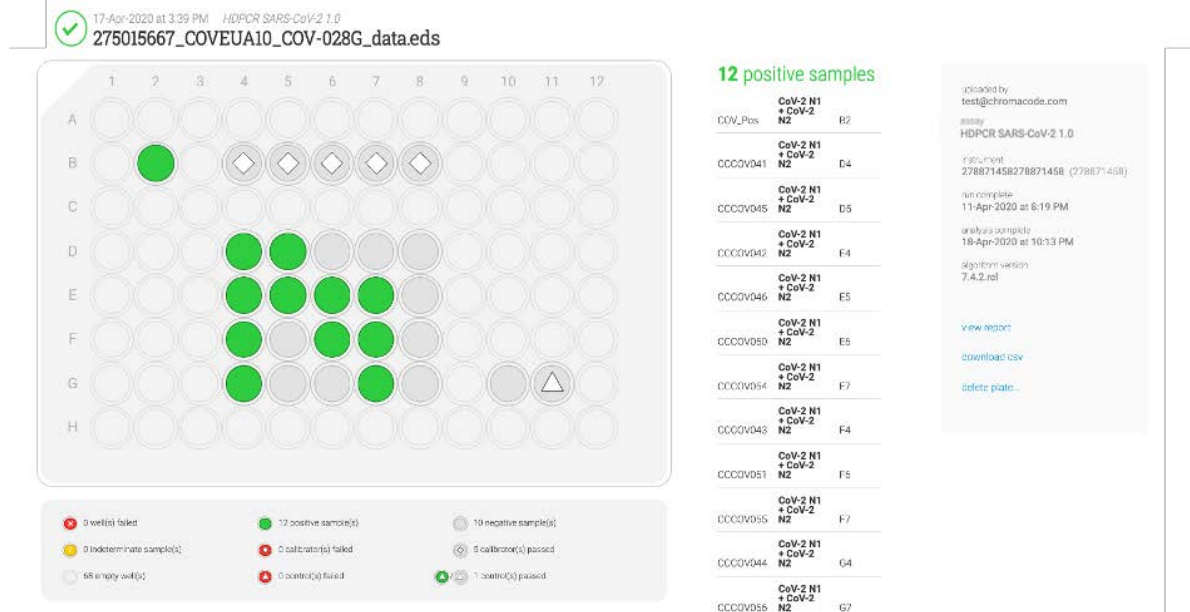 17-Apr-2020 at 3:39 PM HDPCR SARS-CoV-2 1.0
275015667_COVEUA10_COV-028G_data.eds
1 2 3 4 5 6 7 8 9 10 11 12
A
B
C
D
E
F
G
H
0 well(s) failed
12 positive sample(s)
10 negative sample(s)
0 indeterminate sample(s)
0 calibrator(s) failed
5 calibrator(s) passed
68 empty well(s)
0 control(s) failed
1 control(s) passed
12 positive samples
COV_Pos CoV-2 N1 + CoV-2 N2 B2
CCCOV041 CoV-2 N1 + CoV-2 N2 D4
CCCOV045 CoV-2 N1 + CoV-2 N2 D5
CCCOV042 CoV-2 N1 + CoV-2 N2 E4
CCCOV046 CoV-2 N1 + CoV-2 N2 E5
CCCOV050 CoV-2 N1 + CoV-2 N2 E6
CCCOV054 CoV-2 N1 + CoV-2 N2 E7
CCCOV043 CoV-2 N1 + CoV-2 N2 F4
CCCOV051 CoV-2 N1 + CoV-2 N2 F6
CCCOV055 CoV-2 N1 + CoV-2 N2 F7
CCCOV044 CoV-2 N1 + CoV-2 N2 G4
CCCOV056 CoV-2 N1 + CoV-2 N2 G7
uploaded by
test@chromacode.com
assay
HDPCR SARS-CoV-2 1.0
instrument
278871458278871458 (278871458)
run complete
11-Apr-2020 at 8:19 PM
analysis complete
18-Apr-2020 at 10:13 PM
algorithm version
7.4.2.rel
view report
download csv
delete plate...